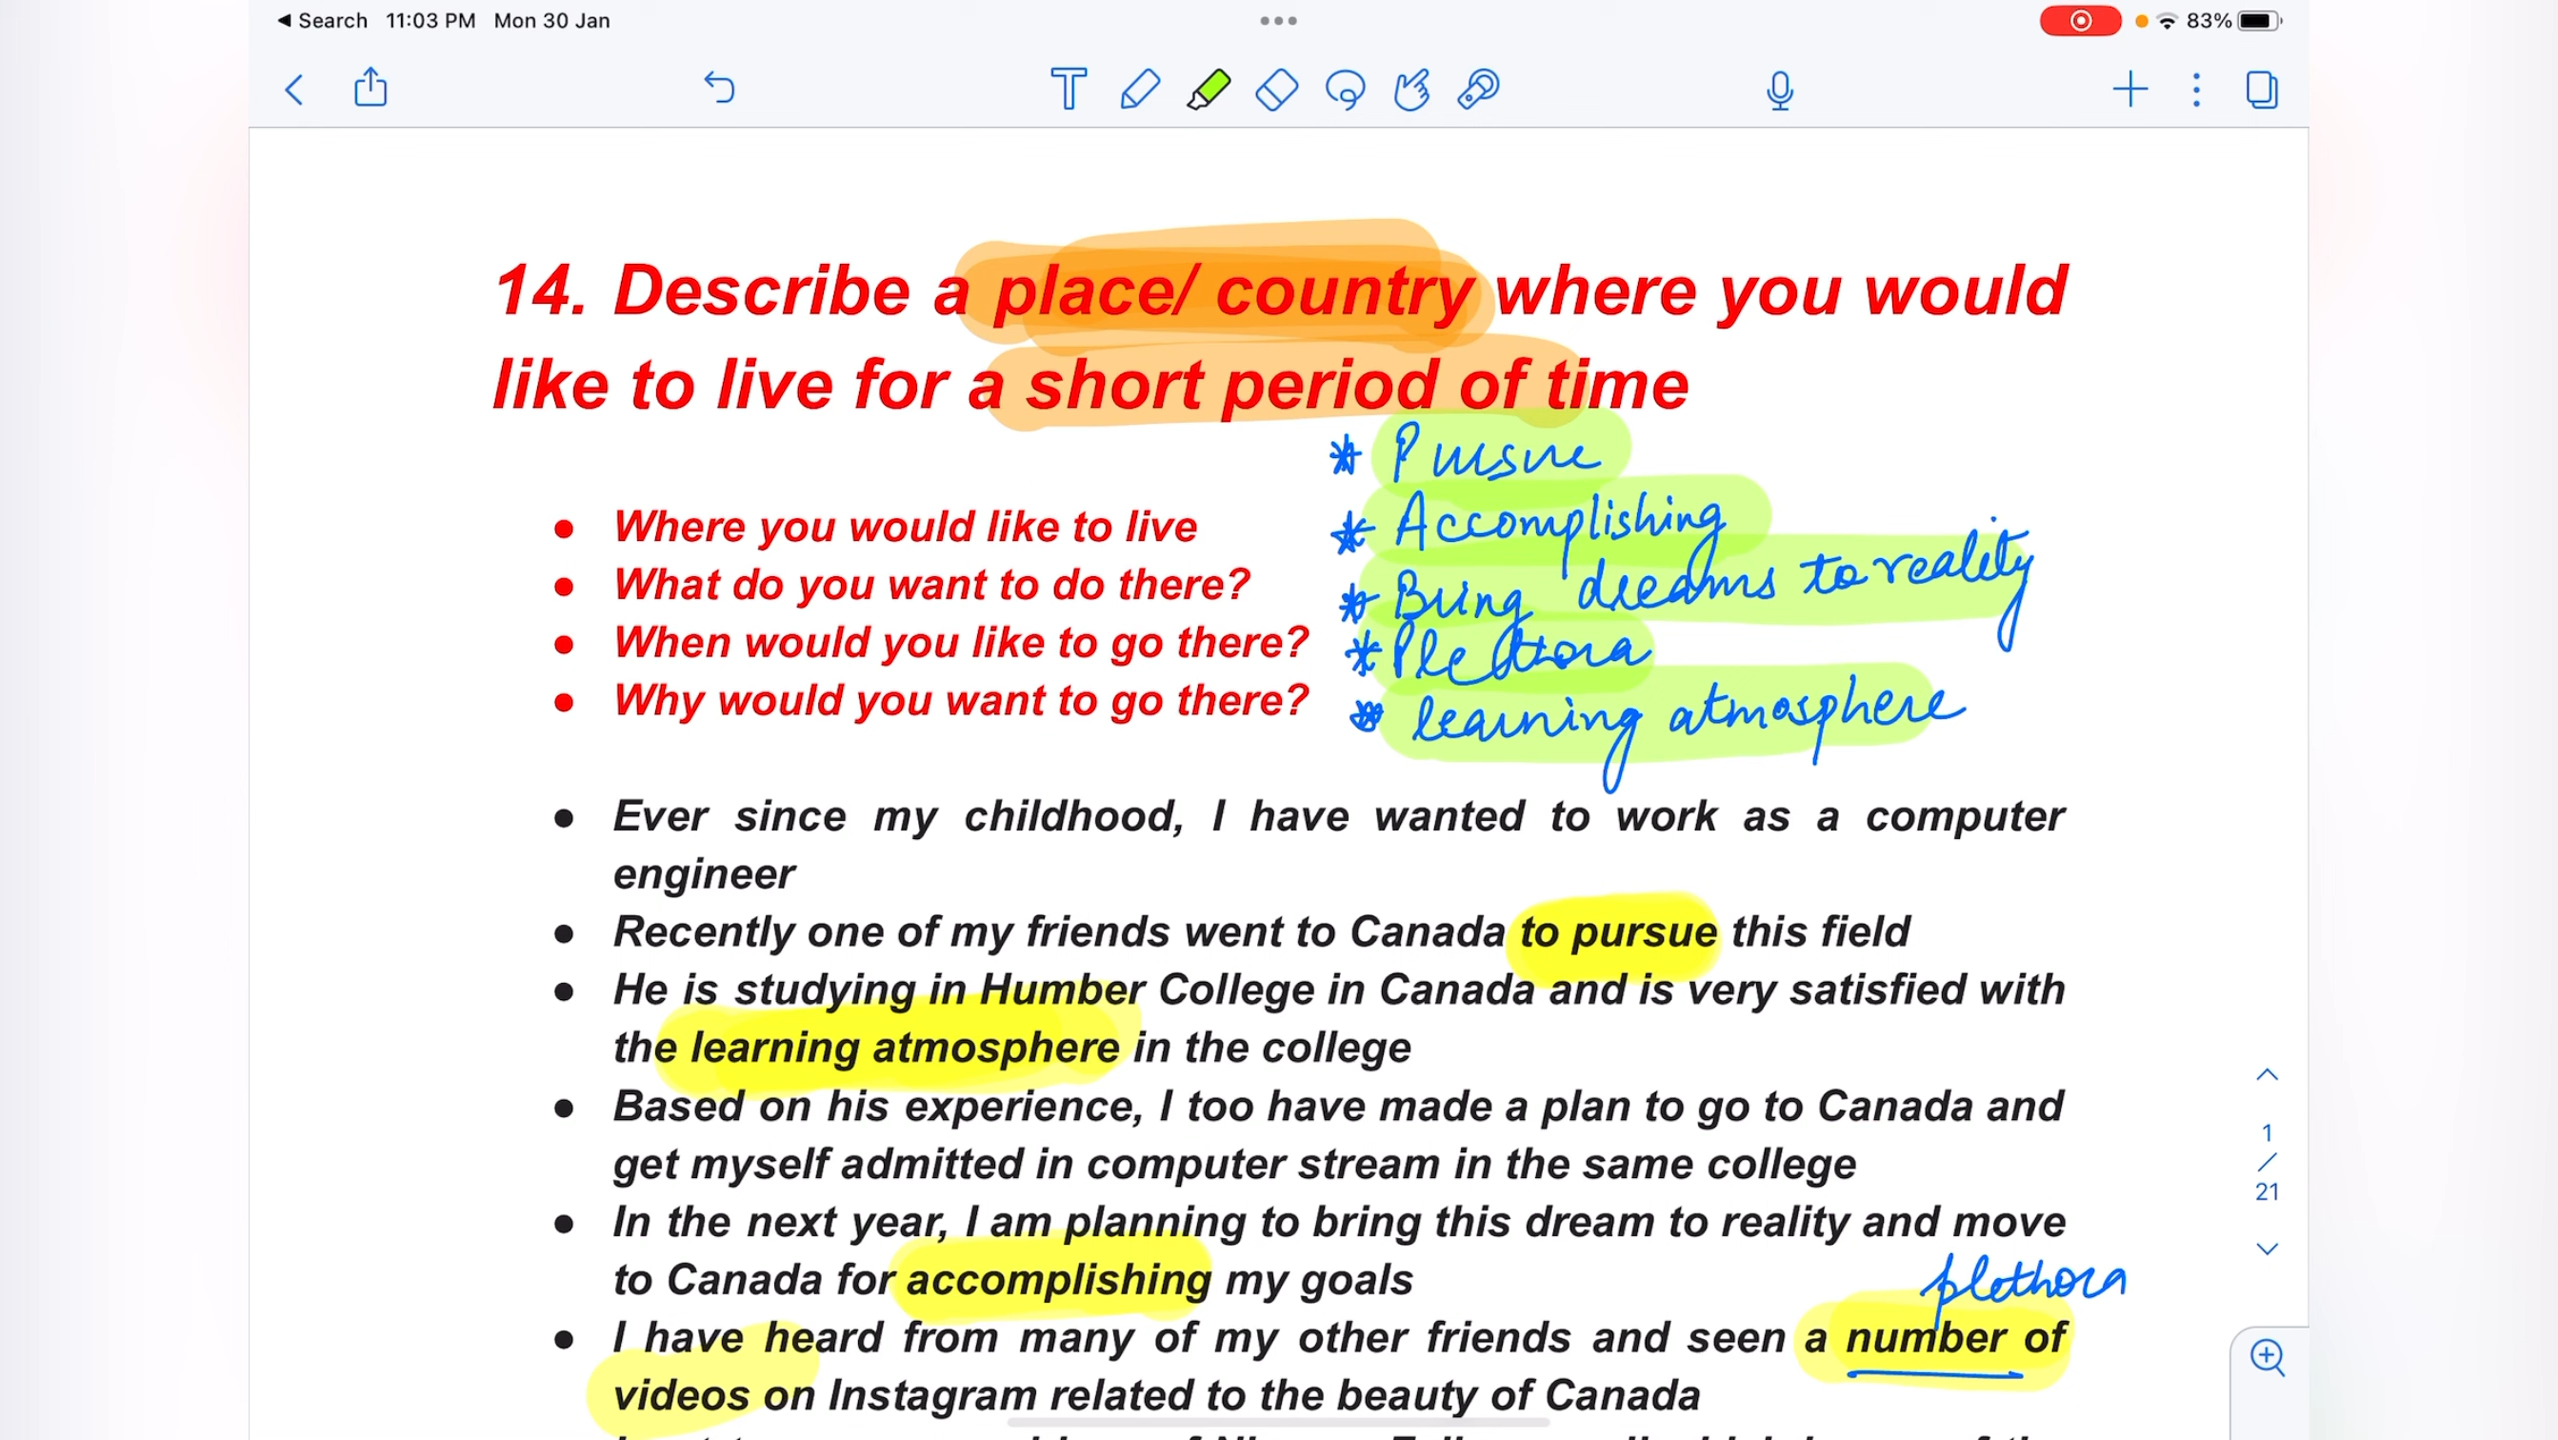 Search 11:03 PM Mon 30 Jan
83%
14. Describe a place/ country where you would
like to live for a short period of time
* Pursue
* Accomplishing
* Bring dreams to reality
* Plethora
* learning atmosphere
• Where you would like to live
• What do you want to do there?
• When would you like to go there?
• Why would you want to go there?
• Ever since my childhood, I have wanted to work as a computer
engineer
• Recently one of my friends went to Canada to pursue this field
• He is studying in Humber College in Canada and is very satisfied with
the learning atmosphere in the college
• Based on his experience, I too have made a plan to go to Canada and
get myself admitted in computer stream in the same college
• In the next year, I am planning to bring this dream to reality and move
to Canada for accomplishing my goals
plethora
• I have heard from many of my other friends and seen a number of
videos on Instagram related to the beauty of Canada
1
/
21